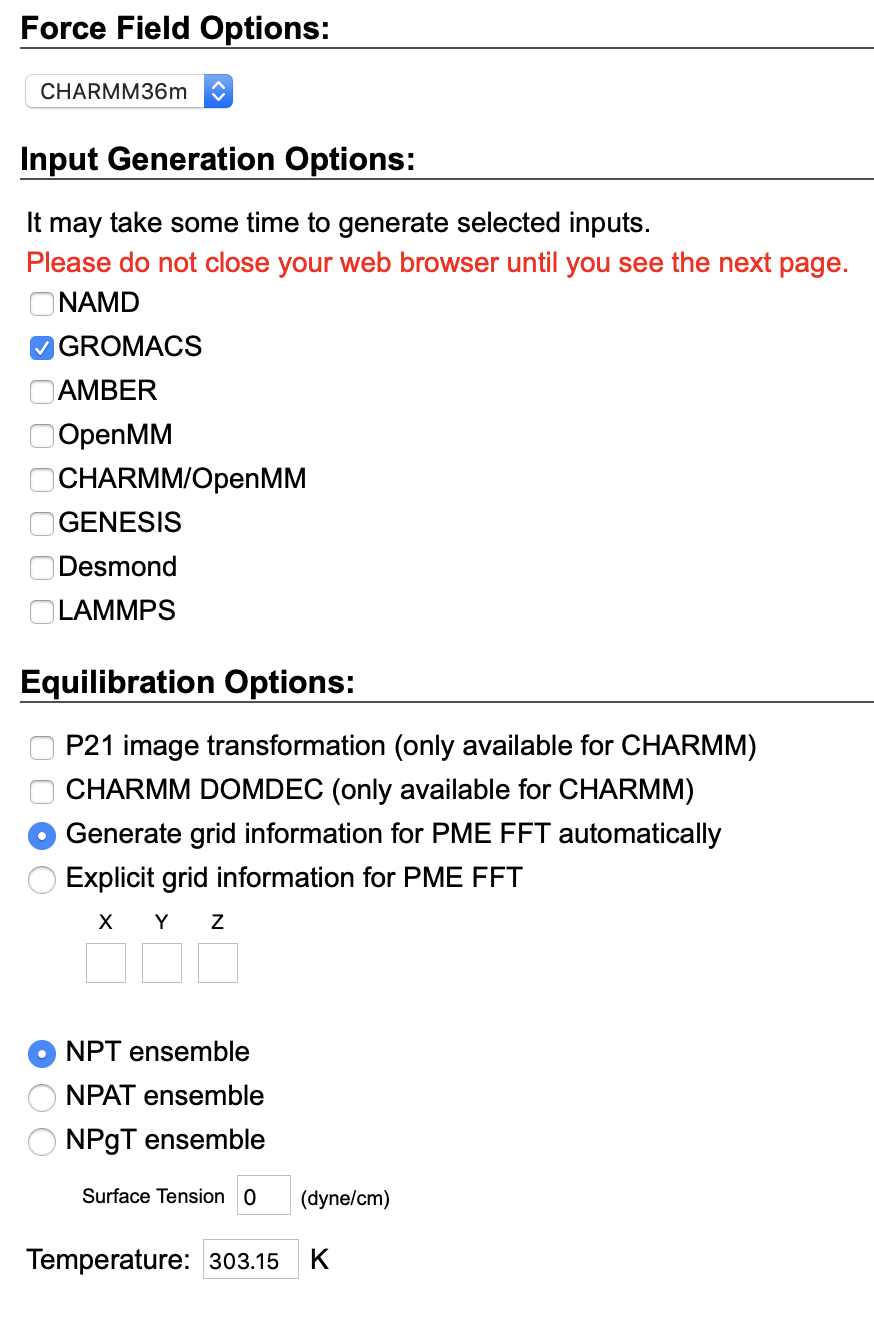 Force Field Options:
CHARMM36m
Input Generation Options:
It may take some time to generate selected inputs.
Please do not close your web browser until you see the next page.
NAMD
GROMACS
AMBER
OpenMM
CHARMM/OpenMM
GENESIS
Desmond
LAMMPS
Equilibration Options:
P21 image transformation (only available for CHARMM)
CHARMM DOMDEC (only available for CHARMM)
Generate grid information for PME FFT automatically
Explicit grid information for PME FFT
X Y Z
NPT ensemble
NPAT ensemble
NPgT ensemble
Surface Tension 0 (dyne/cm)
Temperature: 303.15 K